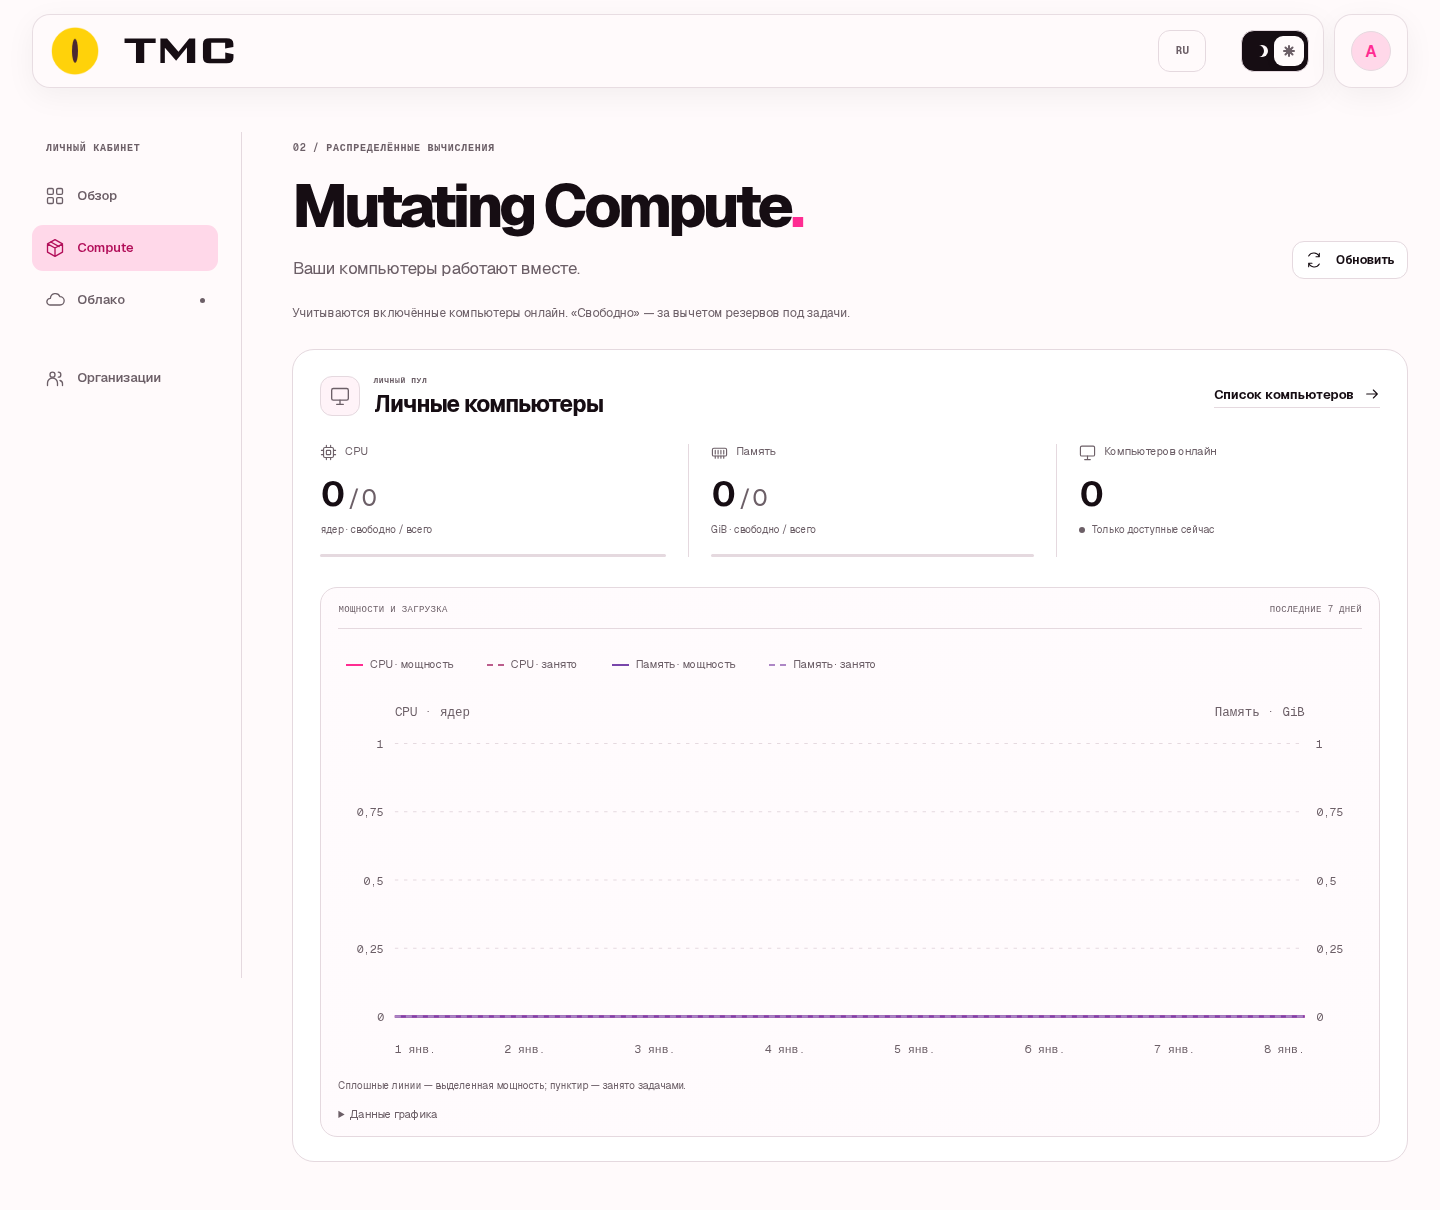 TMC
RU
A
ЛИЧНЫЙ КАБИНЕТ
Обзор
Compute
Облако
Организации
02 / РАСПРЕДЕЛЁННЫЕ ВЫЧИСЛЕНИЯ
Mutating Compute.
Ваши компьютеры работают вместе.
Обновить
Учитываются включённые компьютеры онлайн. «Свободно» — за вычетом резервов под задачи.
ЛИЧНЫЙ ПУЛ
Личные компьютеры
Список компьютеров →
CPU
0 / 0
ядер · свободно / всего
Память
0 / 0
GiB · свободно / всего
Компьютеров онлайн
0
Только доступные сейчас
МОЩНОСТИ И ЗАГРУЗКА
ПОСЛЕДНИЕ 7 ДНЕЙ
CPU · мощность
CPU · занято
Память · мощность
Память · занято
CPU · ядер
Память · GiB
1
1
0,75
0,75
0,5
0,5
0,25
0,25
0
0
1 янв.
2 янв.
3 янв.
4 янв.
5 янв.
6 янв.
7 янв.
8 янв.
Сплошные линии — выделенная мощность; пунктир — занято задачами.
Данные графика